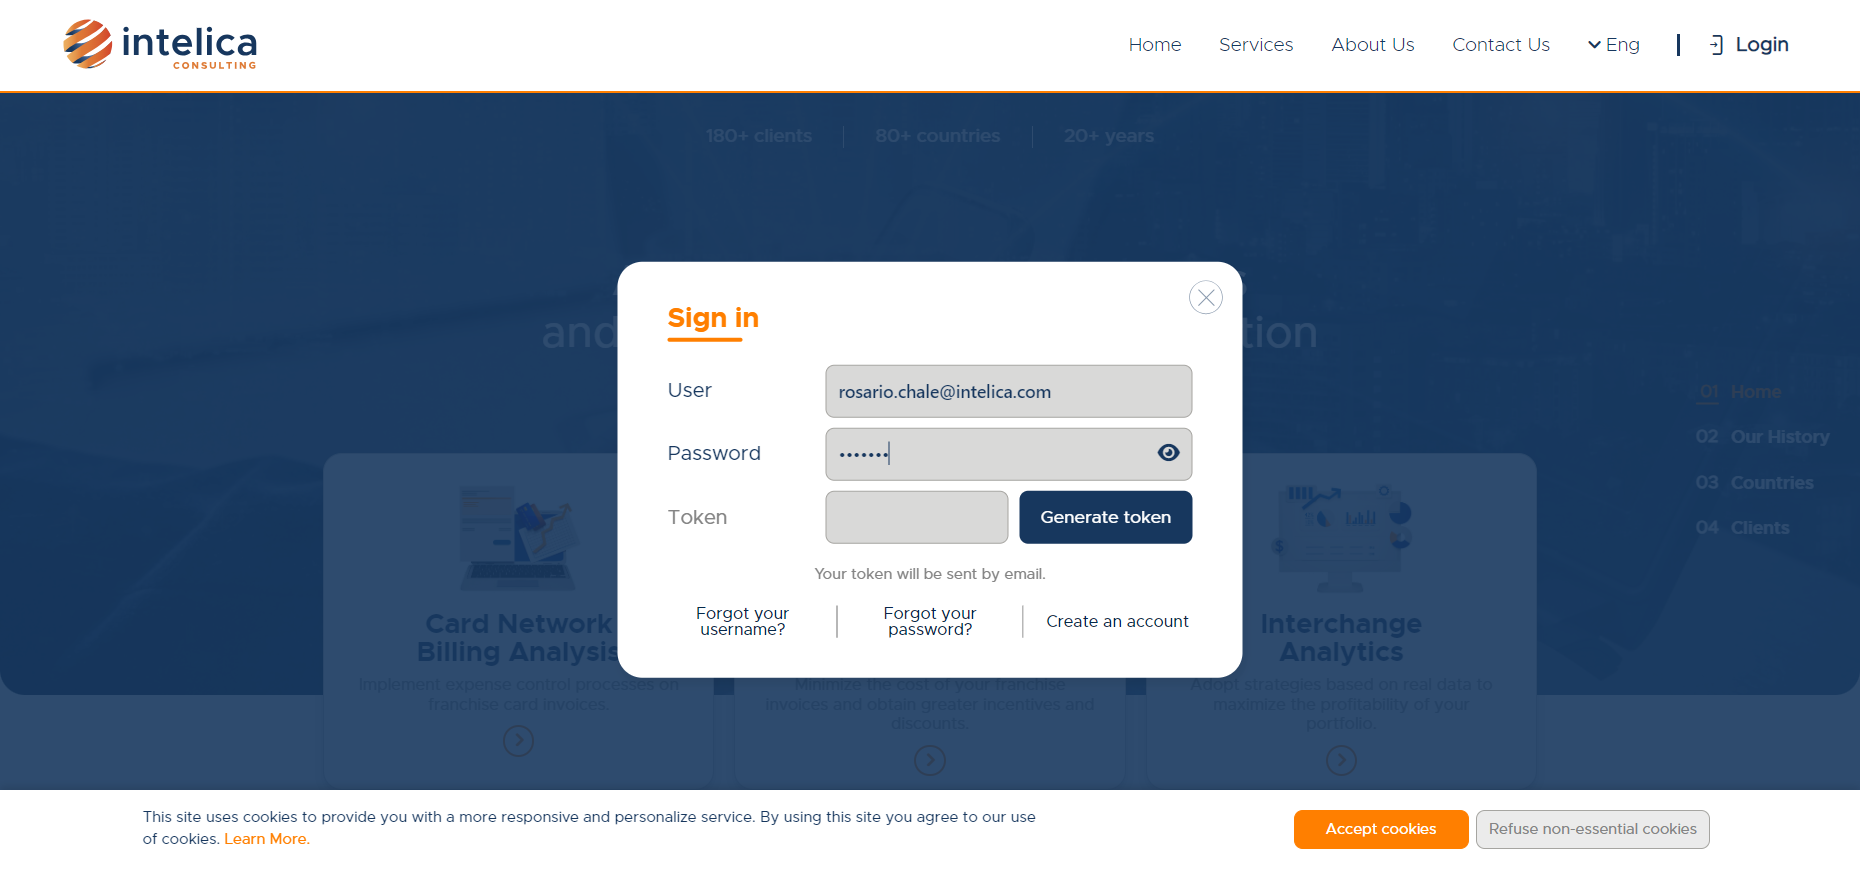 intelica
CONSULTING
Home
Services
About Us
Contact Us
Eng
Login
180+ clients
80+ countries
20+ years
and
tion
Sign in
User
rosario.chale@intelica.com
Password
•••••••
Token
Generate token
Your token will be sent by email.
Forgot your
username?
Forgot your
password?
Create an account
01 Home
02 Our History
03 Countries
04 Clients
Card Network
Billing Analysis
Implement expense control processes on
franchise card invoices.
Minimize the cost of your franchise
invoices and obtain greater incentives and
discounts.
Interchange
Analytics
Adopt strategies based on real data to
maximize the profitability of your
portfolio.
This site uses cookies to provide you with a more responsive and personalize service. By using this site you agree to our use
of cookies. Learn More.
Accept cookies
Refuse non-essential cookies